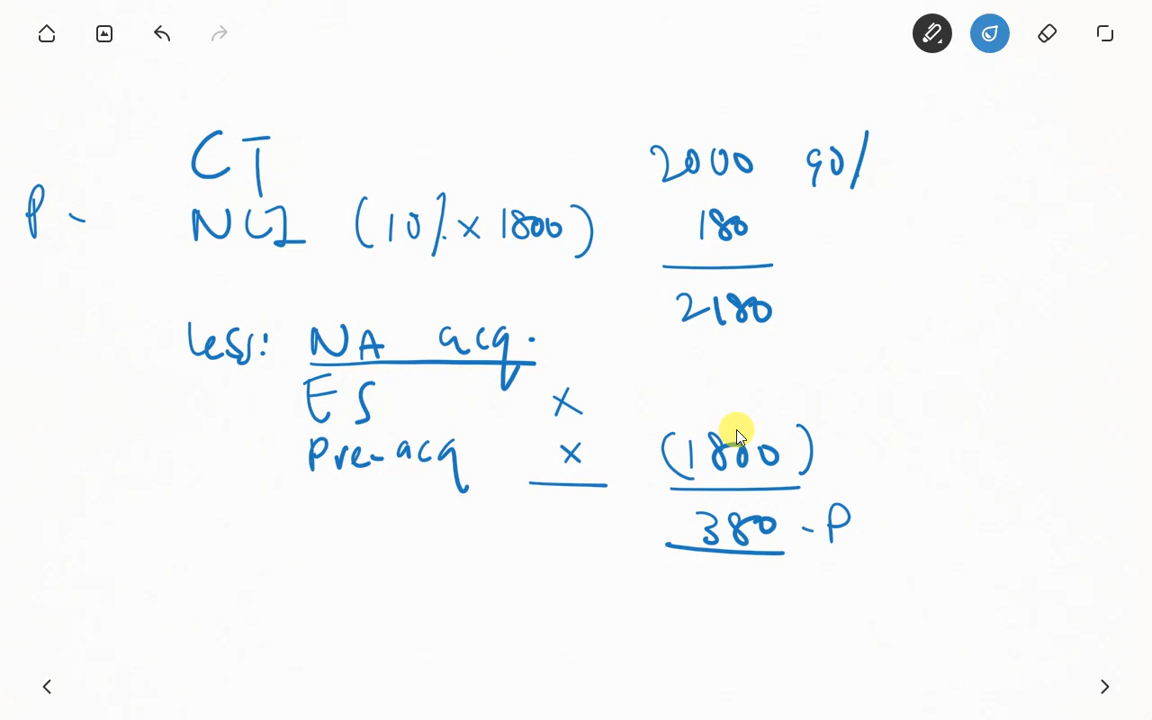 CT 2000 90%
P - NCI (10% x 1800) 180
2180
Less: NA acq.
ES x
Pre-acq x (1800)
380 - P